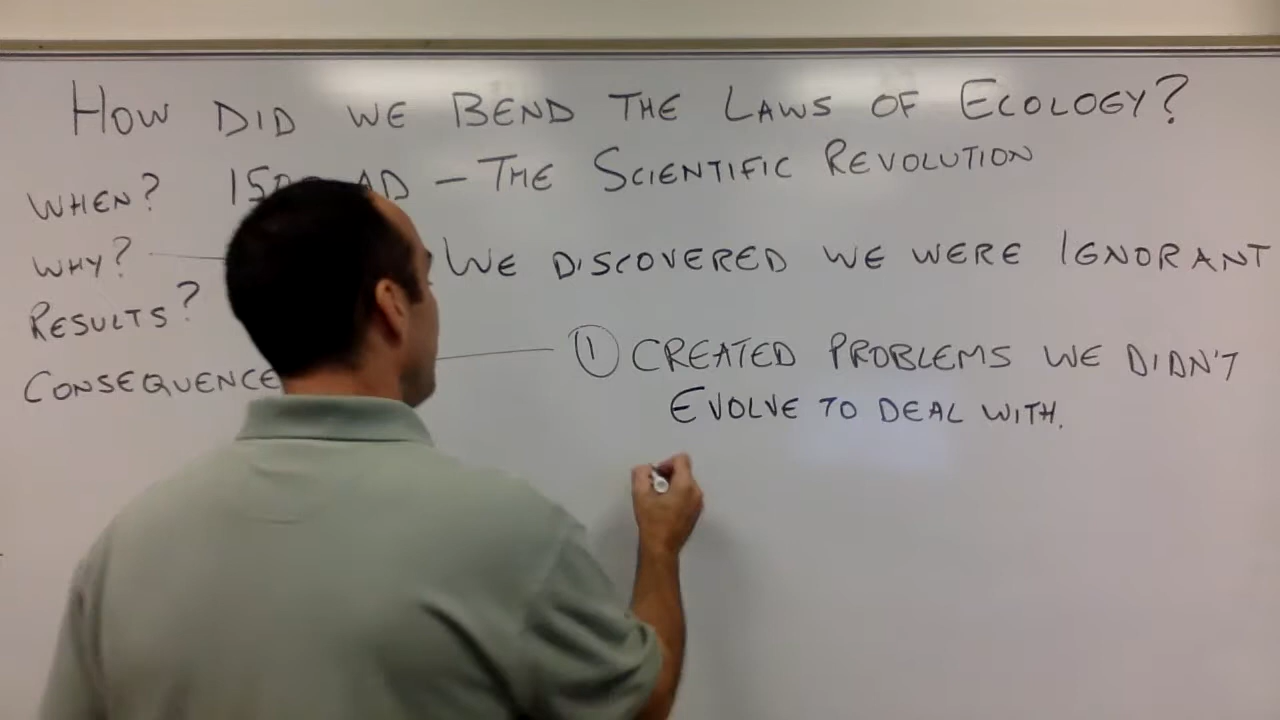 HOW DID WE BEND THE LAWS OF ECOLOGY?
WHEN? AD – THE SCIENTIFIC REVOLUTION
WHY? WE DISCOVERED WE WERE IGNORANT
RESULTS?
CONSEQUENCE ① CREATED PROBLEMS WE DIDN'T
EVOLVE TO DEAL WITH.